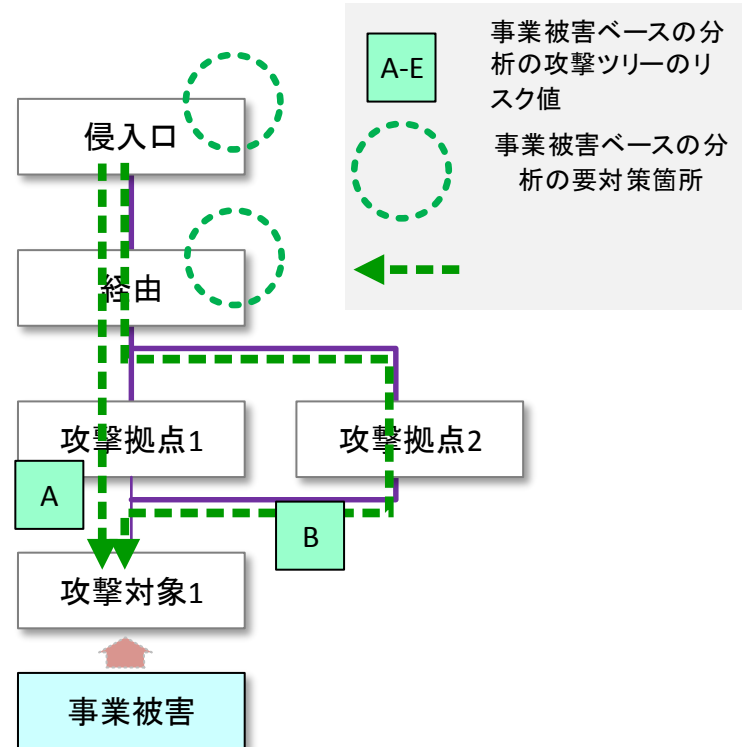 A-E
事業被害ベースの分
析の攻撃ツリーのリ
スク値
事業被害ベースの分
析の要対策箇所
侵入口
経由
攻撃拠点1
攻撃拠点2
A
B
攻撃対象1
事業被害